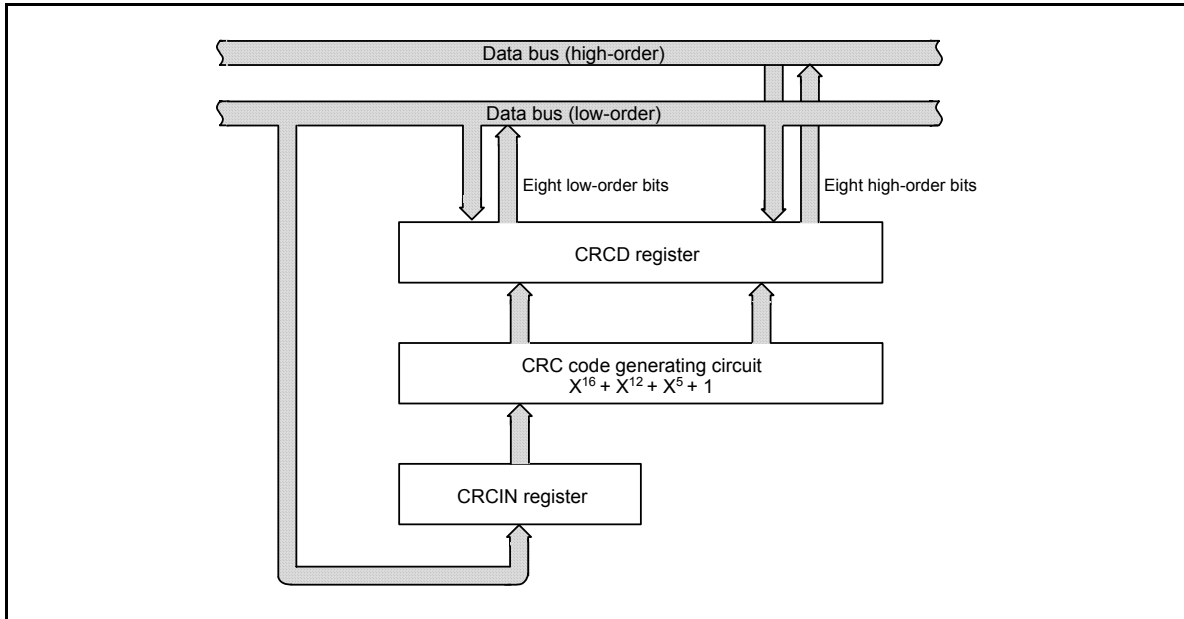 Data bus (high-order)
Data bus (low-order)
Eight low-order bits
Eight high-order bits
CRCD register
CRC code generating circuit
X¹⁶ + X¹² + X⁵ + 1
CRCIN register